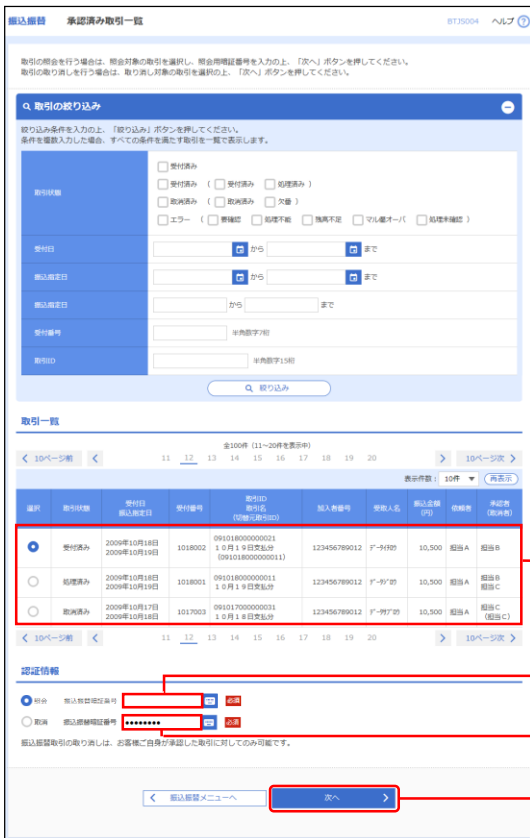 振込振替 承認済み取引一覧 BTJS004 ヘルプ ?
取引の照会を行う場合は、照会対象の取引を選択し、照会用暗証番号を入力の上、「次へ」ボタンを押してください。
取引の取り消しを行う場合は、取り消し対象の取引を選択の上、「次へ」ボタンを押してください。
取引の絞り込み
絞り込み条件を入力の上、「絞り込み」ボタンを押してください。
条件を複数入力した場合、すべての条件を満たす取引を一覧で表示します。
取引状態
受付済み
受付済み ( 受付済み 処理済み )
取消済み ( 取消済み 欠番 )
エラー ( 要確認 処理不能 残高不足 マル優オーバ 処理未確認 )
受付日 から まで
振込指定日 から まで
振込指定日 から まで
受付番号 半角数字7桁
取引ID 半角数字15桁
絞り込み
取引一覧
全100件 (11~20件を表示中)
10ページ前 11 12 13 14 15 16 17 18 19 20 10ページ次
表示件数: 10件 再表示
選択 取引状態 受付日 振込指定日 受付番号 取引ID 取引名 (切替元取引ID) 加入者番号 受取人名 振込金額 (円) 依頼者 承認者 (取消者)
受付済み 2009年10月18日 2009年10月19日 1018002 091018000000021 10月19日支払分 (091018000000011) 123456789012 10,500 担当A 担当B
処理済み 2009年10月18日 2009年10月19日 1018001 091018000000011 10月19日支払分 123456789012 10,500 担当A 担当B 担当C
取消済み 2009年10月17日 2009年10月18日 1017003 091017000000031 10月18日支払分 123456789012 10,500 担当A 担当C (担当C)
10ページ前 11 12 13 14 15 16 17 18 19 20 10ページ次
認証情報
照会 振込振替暗証番号 必須
取消 振込振替暗証番号 ●●●●●●●● 必須
振込振替取引の取り消しは、お客様ご自身が承認した取引に対してのみ可能です。
振込振替メニューへ 次へ